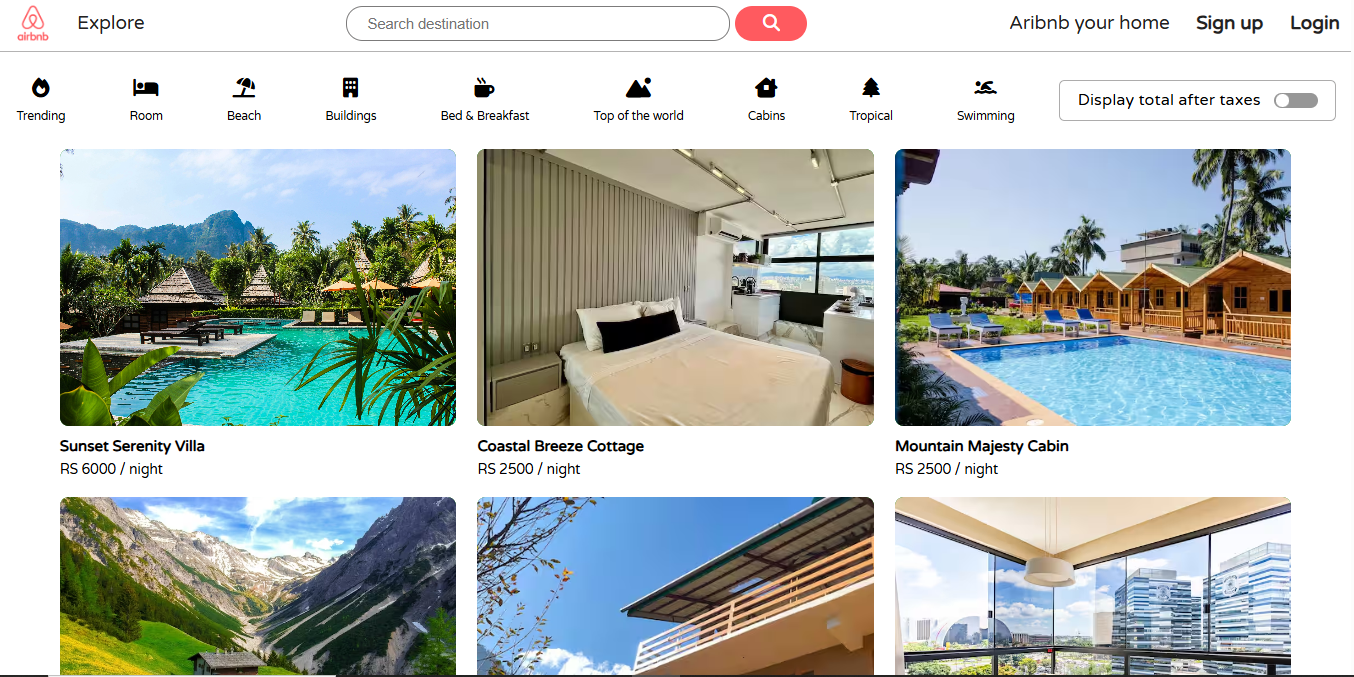 airbnb
Explore
Search destination
Aribnb your home
Sign up
Login
Trending
Room
Beach
Buildings
Bed & Breakfast
Top of the world
Cabins
Tropical
Swimming
Display total after taxes
Sunset Serenity Villa
RS 6000 / night
Coastal Breeze Cottage
RS 2500 / night
Mountain Majesty Cabin
RS 2500 / night